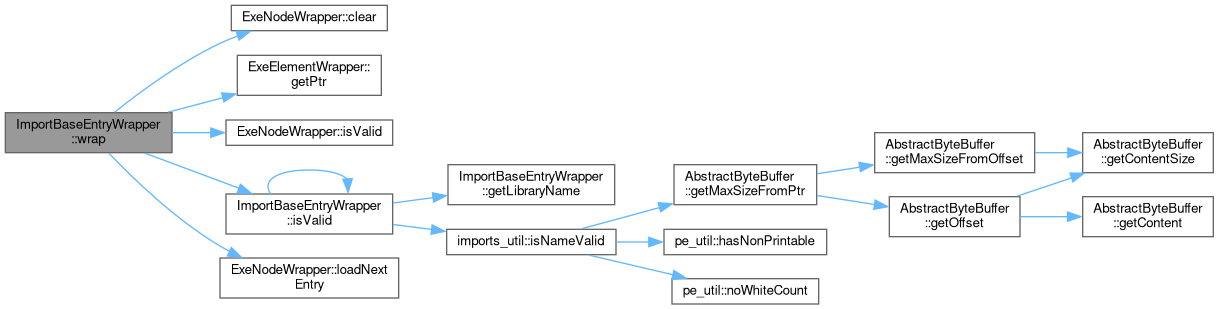 ImportBaseEntryWrapper
::wrap
ExeNodeWrapper::clear
ExeElementWrapper::
getPtr
ExeNodeWrapper::isValid
ImportBaseEntryWrapper
::isValid
ExeNodeWrapper::loadNext
Entry
ImportBaseEntryWrapper
::getLibraryName
imports_util::isNameValid
AbstractByteBuffer
::getMaxSizeFromPtr
pe_util::hasNonPrintable
pe_util::noWhiteCount
AbstractByteBuffer
::getMaxSizeFromOffset
AbstractByteBuffer
::getOffset
AbstractByteBuffer
::getContentSize
AbstractByteBuffer
::getContent